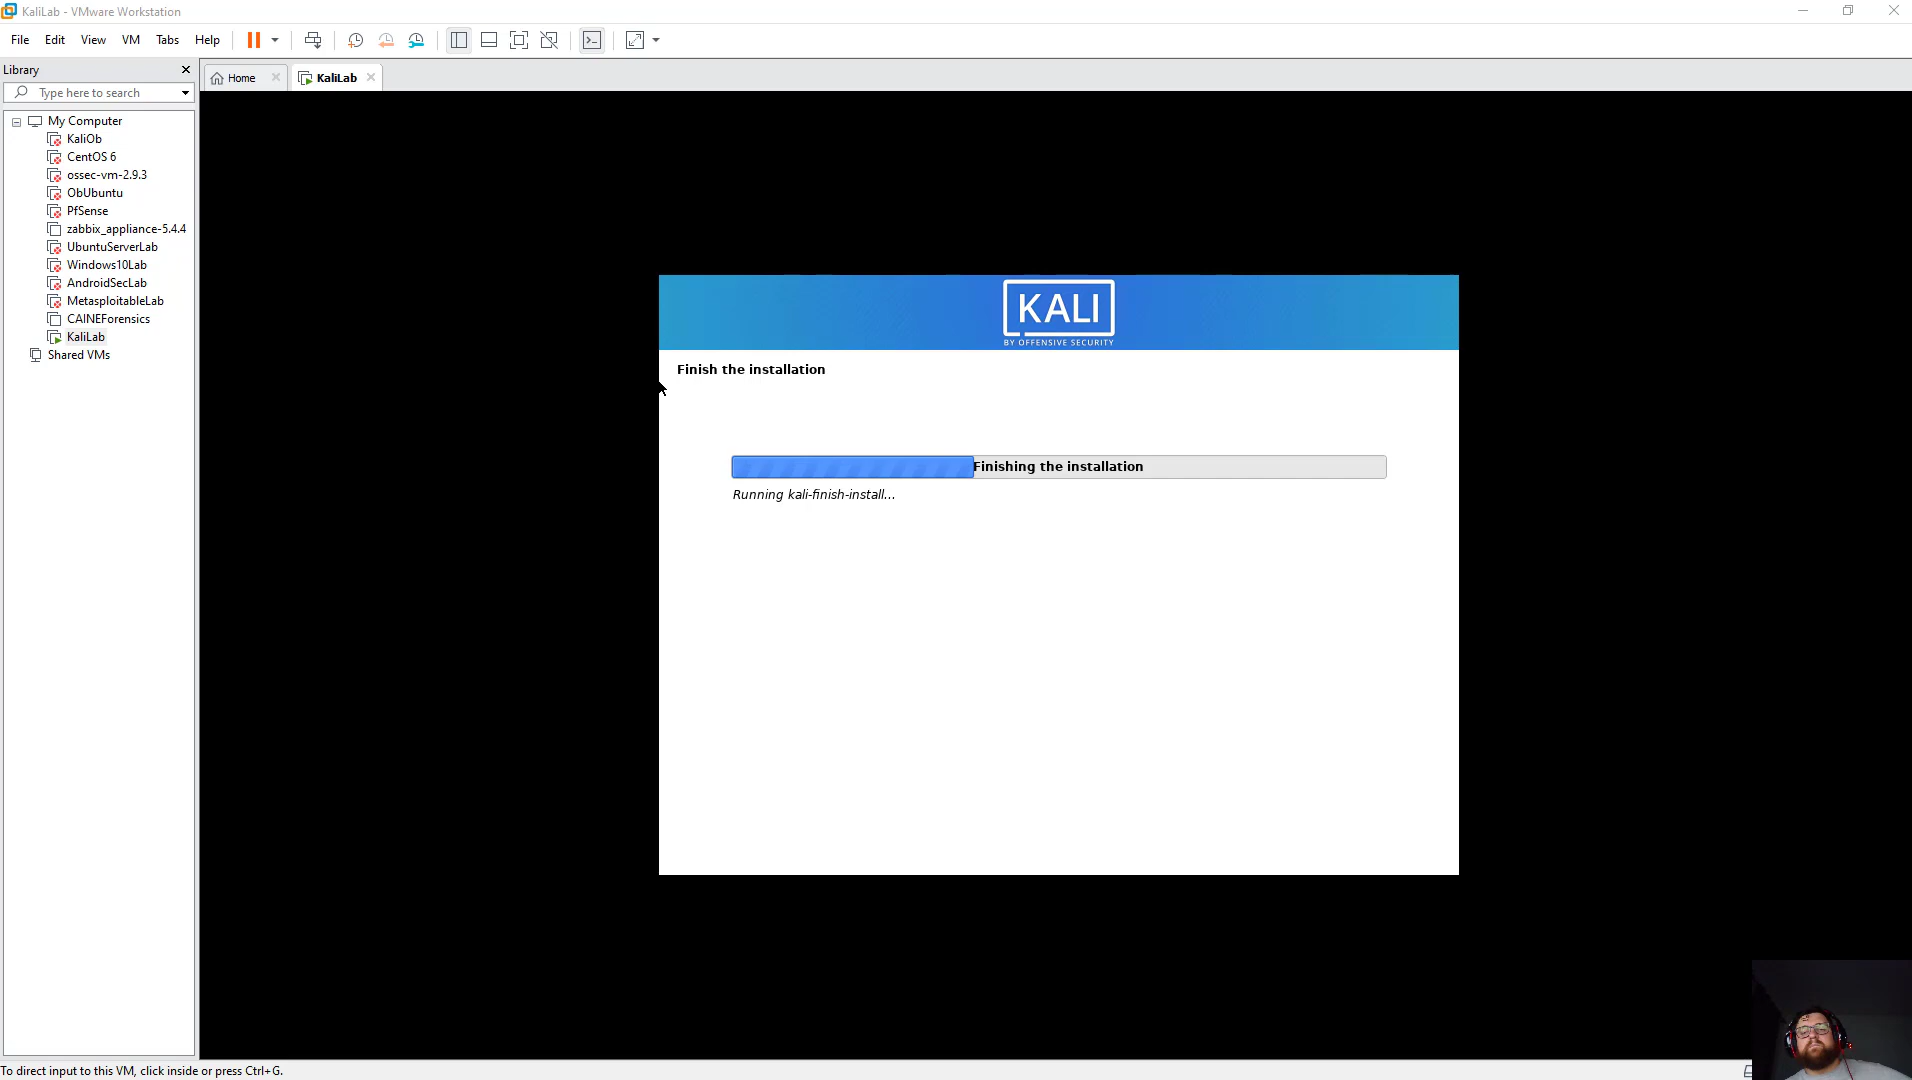 KaliLab - VMware Workstation
File Edit View VM Tabs Help
Library
Type here to search
Home
KaliLab
My Computer
KaliOb
CentOS 6
ossec-vm-2.9.3
ObUbuntu
PfSense
zabbix_appliance-5.4.4
UbuntuServerLab
Windows10Lab
AndroidSecLab
MetasploitableLab
CAINEForensics
KaliLab
Shared VMs
KALI
BY OFFENSIVE SECURITY
Finish the installation
Finishing the installation
Running kali-finish-install...
To direct input to this VM, click inside or press Ctrl+G.